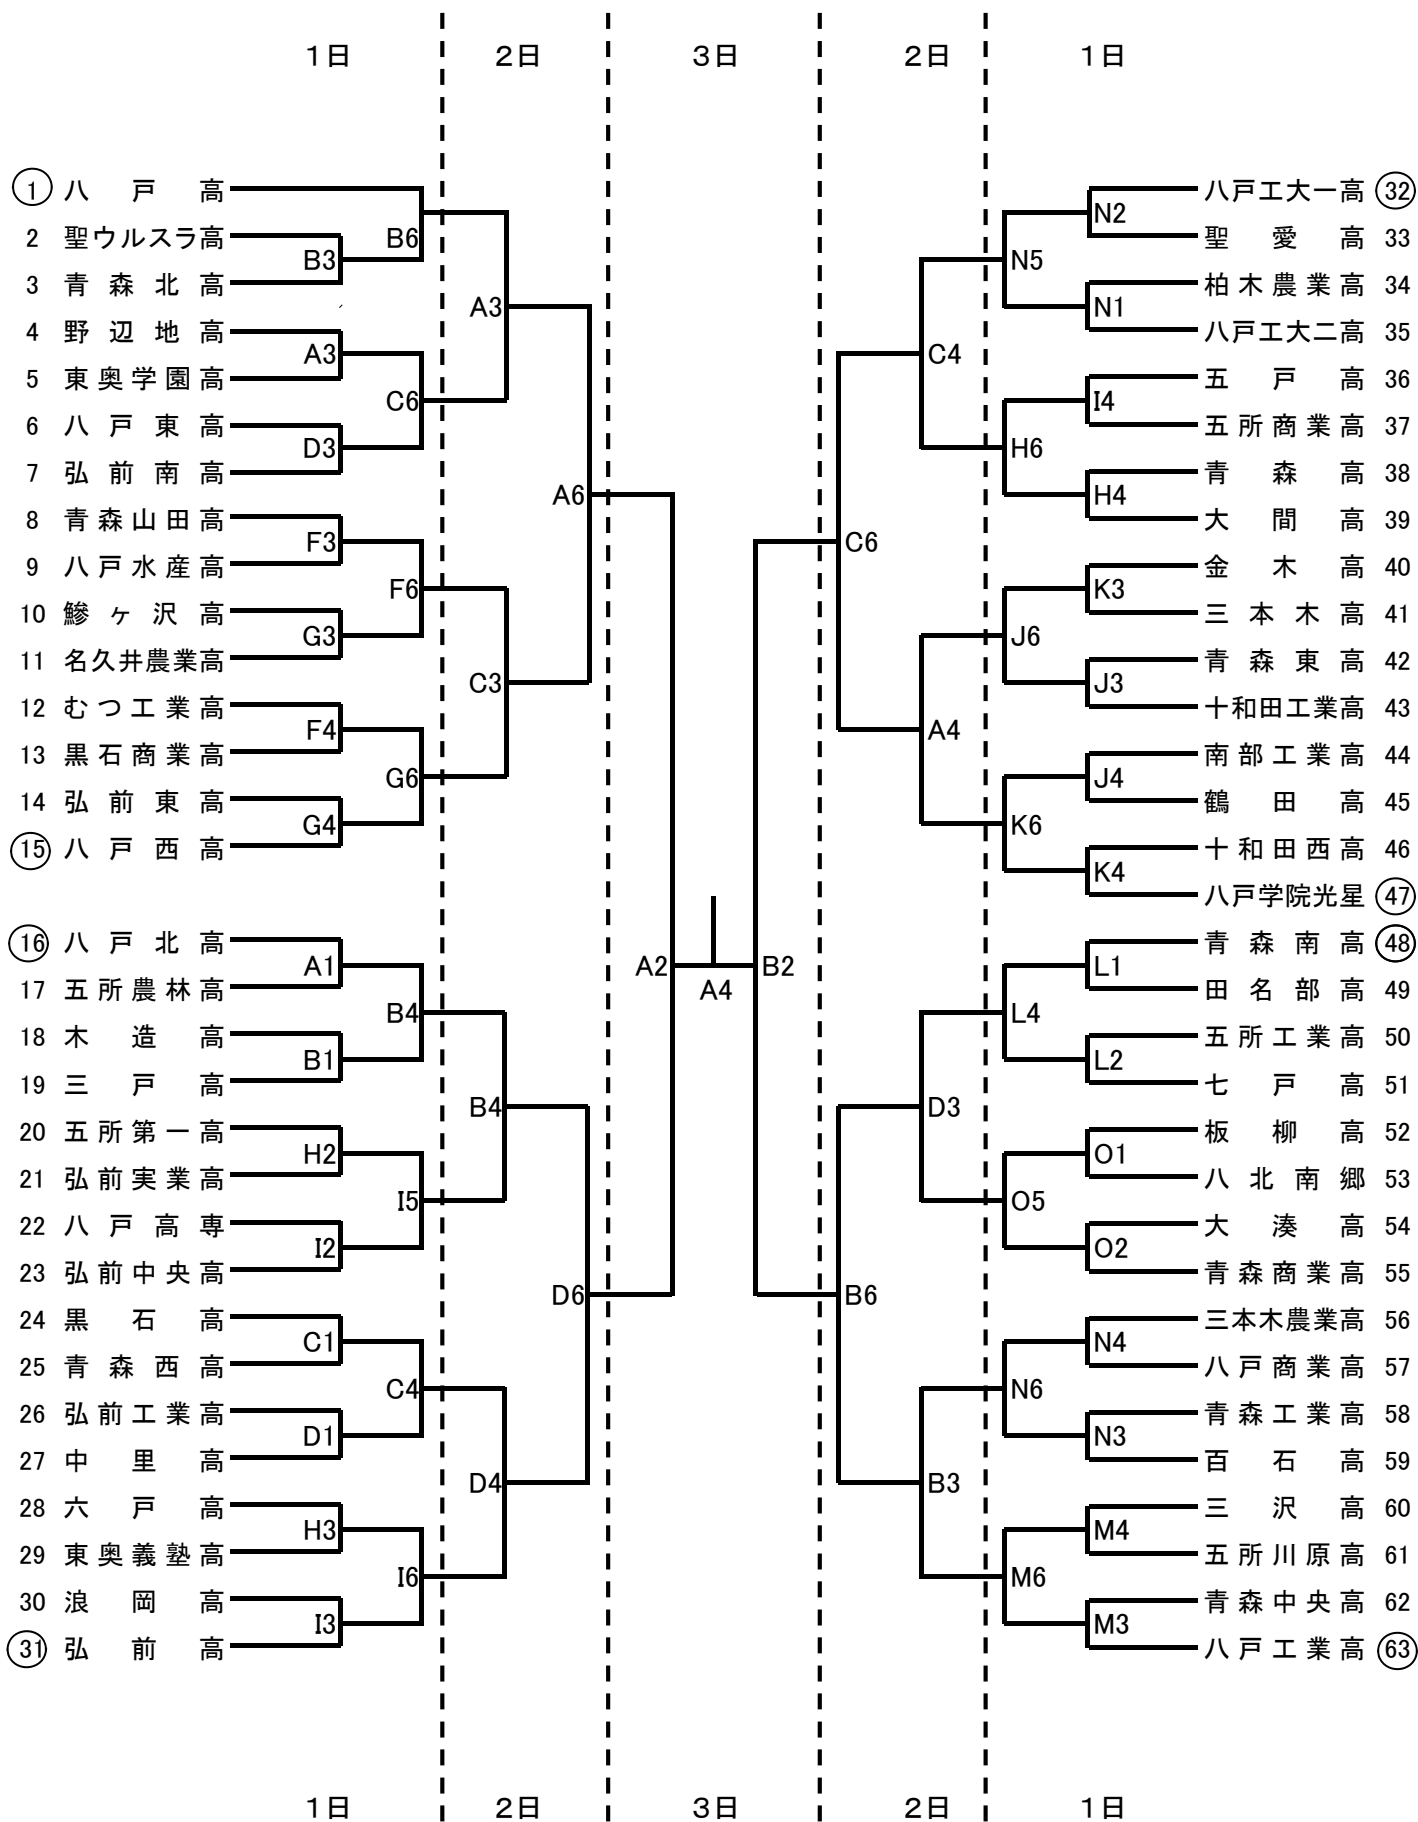 1日 2日 3日 2日 1日
1 八戸高
2 聖ウルスラ高
3 青森北高
4 野辺地高
5 東奥学園高
6 八戸東高
7 弘前南高
8 青森山田高
9 八戸水産高
10 鰺ヶ沢高
11 名久井農業高
12 むつ工業高
13 黒石商業高
14 弘前東高
15 八戸西高
16 八戸北高
17 五所農林高
18 木造高
19 三戸高
20 五所第一高
21 弘前実業高
22 八戸高専
23 弘前中央高
24 黒石高
25 青森西高
26 弘前工業高
27 中里高
28 六戸高
29 東奥義塾高
30 浪岡高
31 弘前高
B3
A3
D3
F3
G3
F4
G4
A1
B1
H2
I2
C1
D1
H3
I3
B6
C6
F6
G6
B4
I5
C4
I6
A3
C3
B4
D4
A6
D6
A2
A4
B2
C6
B6
C4
A4
D3
B3
N5
H6
J6
K6
L4
O5
N6
M6
N2
N1
I4
H4
K3
J3
J4
K4
L1
L2
O1
O2
N4
N3
M4
M3
八戸工大一高 32
聖愛高 33
柏木農業高 34
八戸工大二高 35
五戸高 36
五所商業高 37
青森高 38
大間高 39
金木高 40
三本木高 41
青森東高 42
十和田工業高 43
南部工業高 44
鶴田高 45
十和田西高 46
八戸学院光星 47
青森南高 48
田名部高 49
五所工業高 50
七戸高 51
板柳高 52
八北南郷 53
大湊高 54
青森商業高 55
三本木農業高 56
八戸商業高 57
青森工業高 58
百石高 59
三沢高 60
五所川原高 61
青森中央高 62
八戸工業高 63
1日 2日 3日 2日 1日